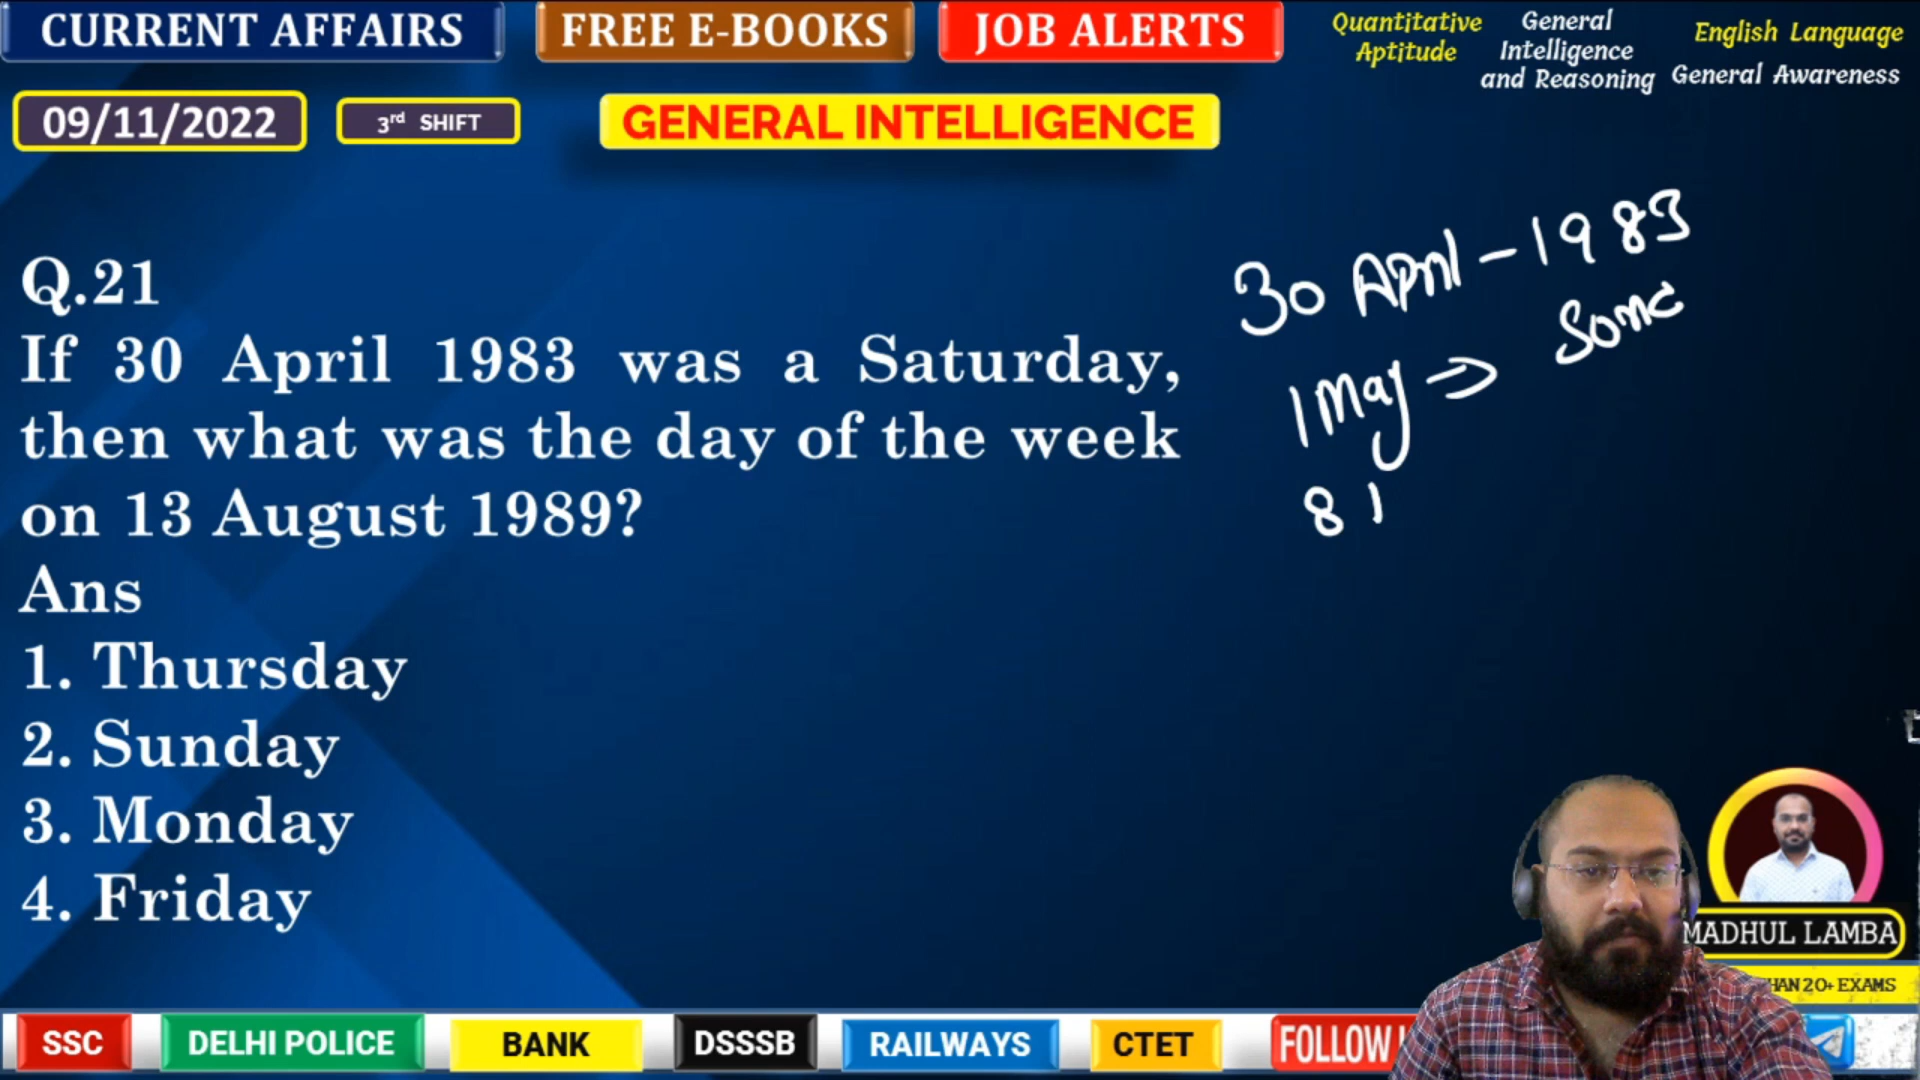 CURRENT AFFAIRS
FREE E-BOOKS
JOB ALERTS
Quantitative Aptitude
General Intelligence and Reasoning
English Language
General Awareness
09/11/2022
3rd SHIFT
GENERAL INTELLIGENCE
Q.21
If 30 April 1983 was a Saturday,
then what was the day of the week
on 13 August 1989?
Ans
1. Thursday
2. Sunday
3. Monday
4. Friday
30 April - 1983
1 May ⇒
8 1
MADHUL LAMBA
HAN 20+ EXAMS
SSC
DELHI POLICE
BANK
DSSSB
RAILWAYS
CTET
FOLLOW